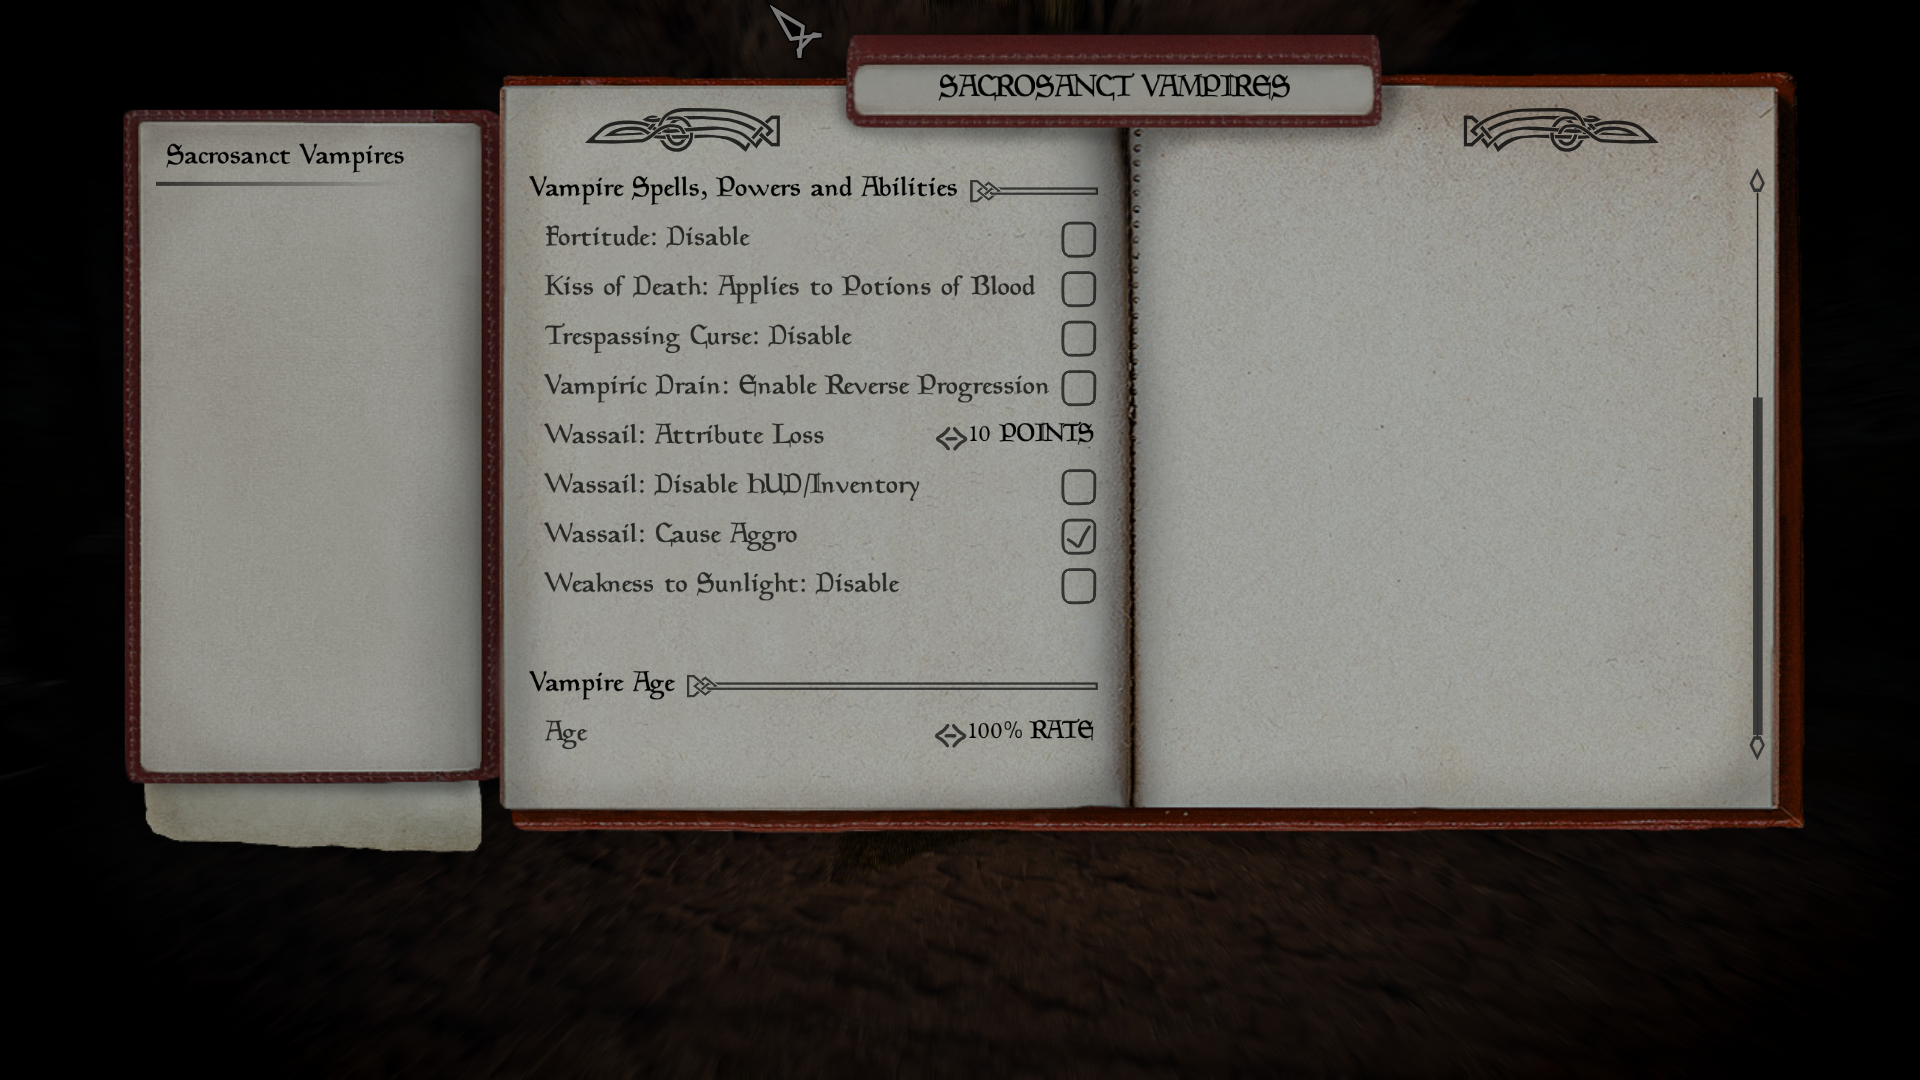 SACROSANCT VAMPIRES
Sacrosanct Vampires
Vampire Spells, Powers and Abilities
Fortitude: Disable
Kiss of Death: Applies to Potions of Blood
Trespassing Curse: Disable
Vampiric Drain: Enable Reverse Progression
Wassail: Attribute Loss 10 POINTS
Wassail: Disable HUD/Inventory
Wassail: Cause Aggro
Weakness to Sunlight: Disable
Vampire Age
Age 100% RATE